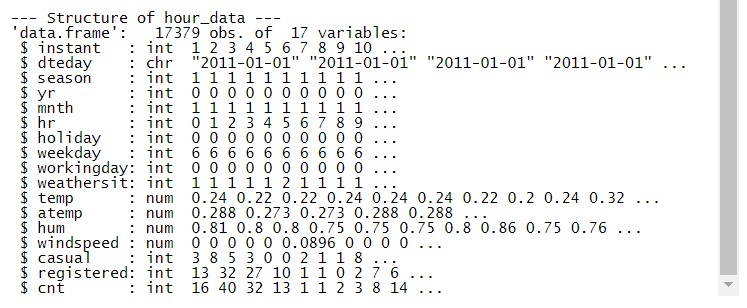 --- Structure of hour_data ---
'data.frame':   17379 obs. of  17 variables:
 $ instant   : int  1 2 3 4 5 6 7 8 9 10 ...
 $ dteday    : chr  "2011-01-01" "2011-01-01" "2011-01-01" "2011-01-01" ...
 $ season    : int  1 1 1 1 1 1 1 1 1 1 ...
 $ yr        : int  0 0 0 0 0 0 0 0 0 0 ...
 $ mnth      : int  1 1 1 1 1 1 1 1 1 1 ...
 $ hr        : int  0 1 2 3 4 5 6 7 8 9 ...
 $ holiday   : int  0 0 0 0 0 0 0 0 0 0 ...
 $ weekday   : int  6 6 6 6 6 6 6 6 6 6 ...
 $ workingday: int  0 0 0 0 0 0 0 0 0 0 ...
 $ weathersit: int  1 1 1 1 1 2 1 1 1 1 ...
 $ temp      : num  0.24 0.22 0.22 0.24 0.24 0.24 0.22 0.2 0.24 0.32 ...
 $ atemp     : num  0.288 0.273 0.273 0.288 0.288 ...
 $ hum       : num  0.81 0.8 0.8 0.75 0.75 0.75 0.8 0.86 0.75 0.76 ...
 $ windspeed : num  0 0 0 0 0 0.0896 0 0 0 0 ...
 $ casual    : int  3 8 5 3 0 0 2 1 1 8 ...
 $ registered: int  13 32 27 10 1 1 0 2 7 6 ...
 $ cnt       : int  16 40 32 13 1 1 2 3 8 14 ...